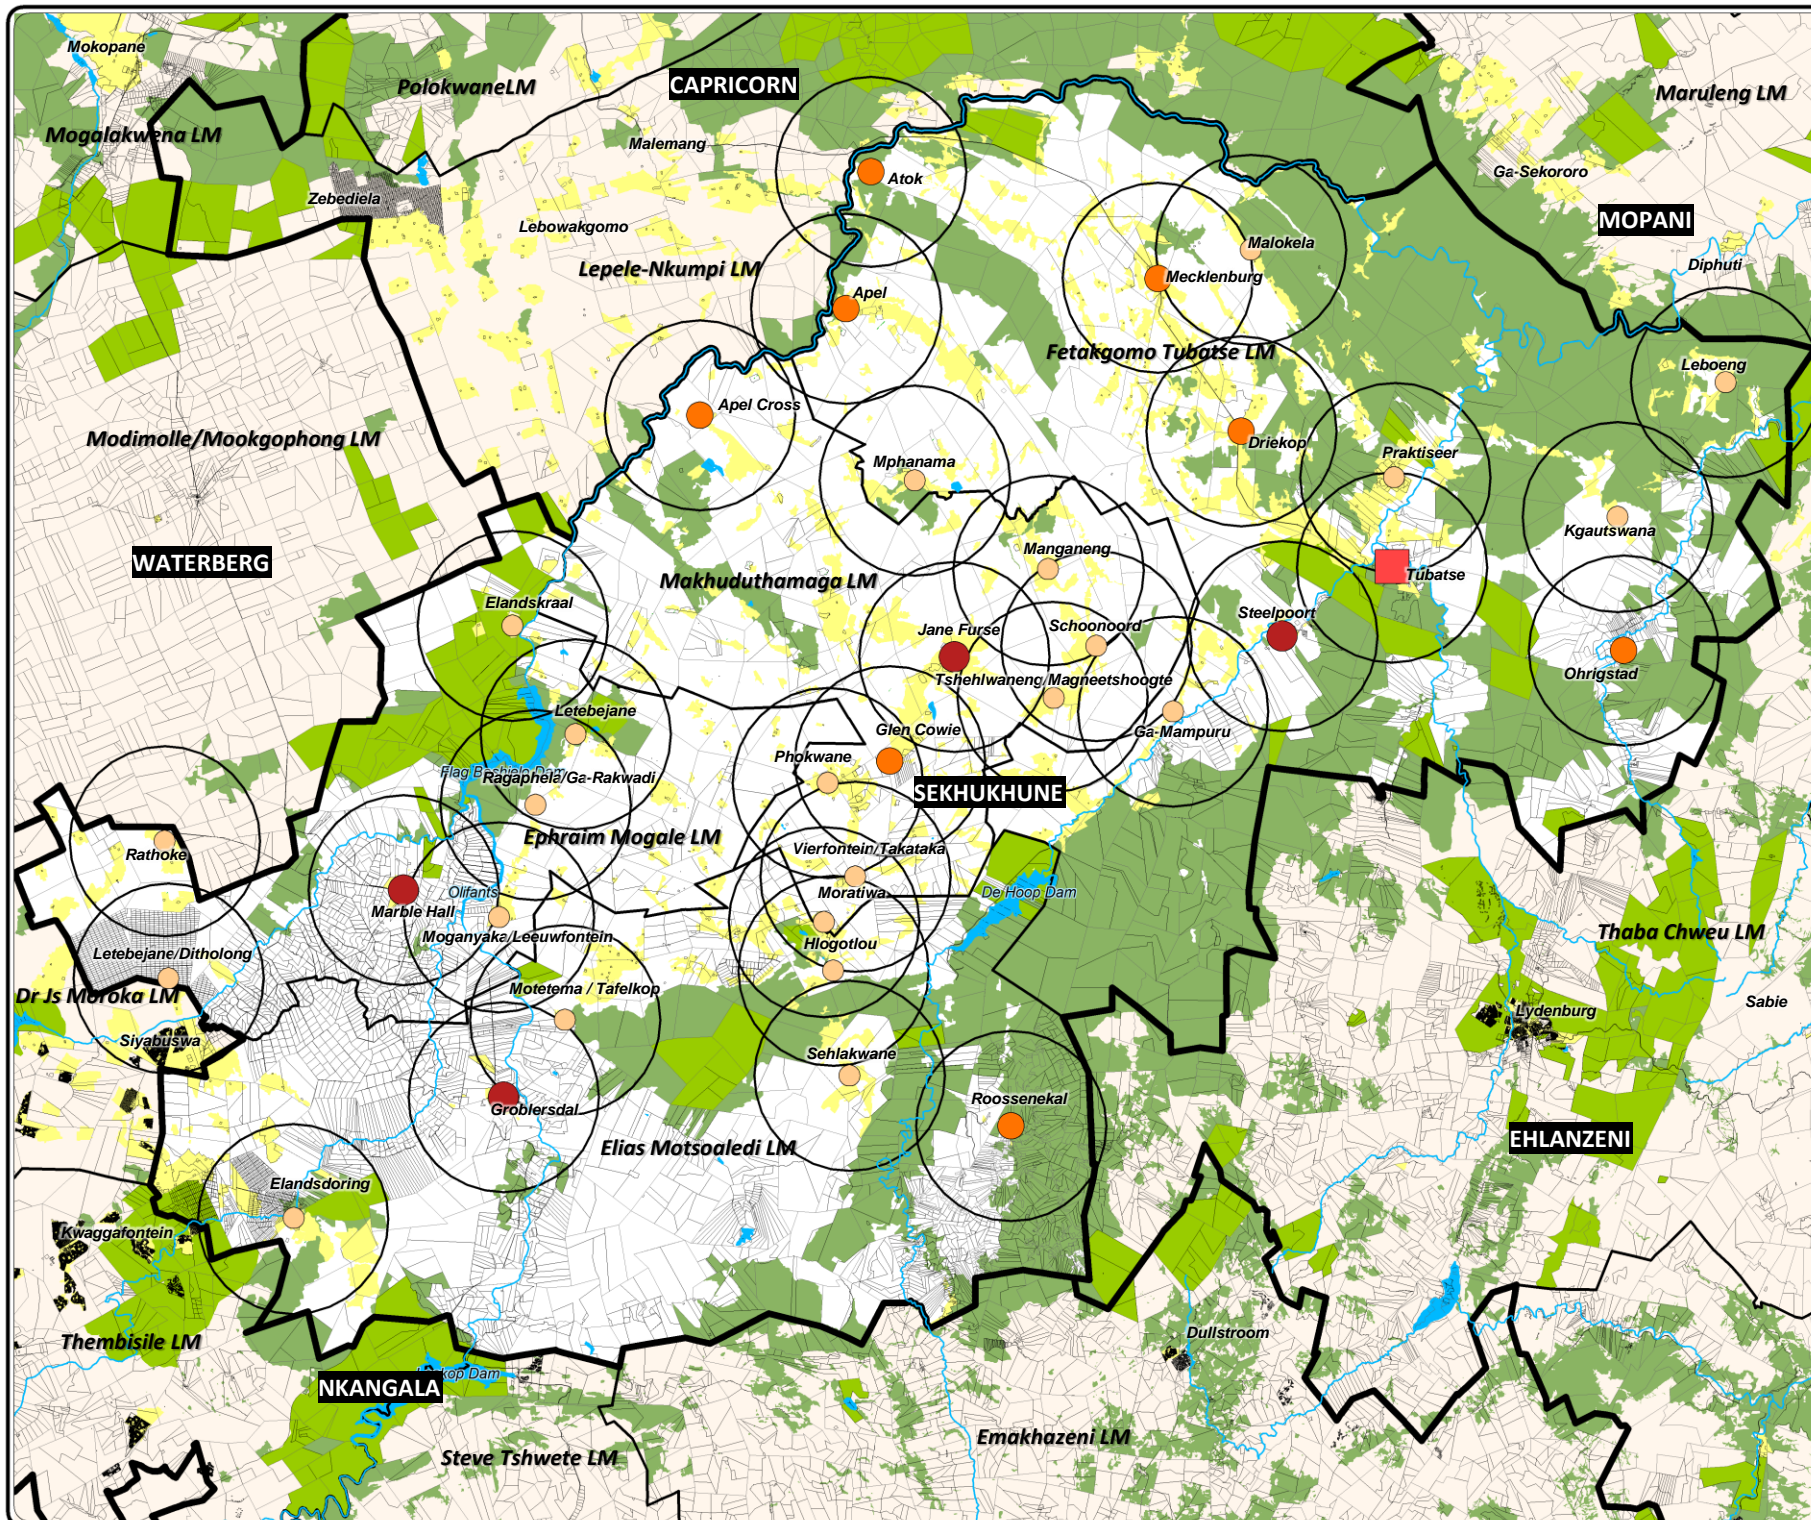 Mokopane
PolokwaneLM
CAPRICORN
Maruleng LM
Mogalakwena LM
Malemang
Atok
Ga-Sekororo
Zebediela
Lebowakgomo
MOPANI
Malokela
Diphuti
Lepele-Nkumpi LM
Mecklenburg
Apel
Fetakgomo Tubatse LM
Leboeng
Apel Cross
Modimolle/Mookgophong LM
Driekop
Praktiseer
Mphanama
Kgautswana
Manganeng
WATERBERG
Makhuduthamaga LM
Tubatse
Elandskraal
Steelpoort
Jane Furse
Schoonoord
Ohrigstad
Tshehlwaneng/Magneetshoogte
Letebejane
Glen Cowie
Ga-Mampuru
Phokwane
Flag Boshielo Dam
Ragaphela/Ga-Rakwadi
SEKHUKHUNE
Ephraim Mogale LM
Rathoke
Vierfontein/Takataka
Olifants
Moratiwa
De Hoop Dam
Marble Hall
Moganyaka/Leeuwfontein
Thaba Chweu LM
Hlogotlou
Letebejane/Ditholong
Motetema / Tafelkop
Dr Js Moroka LM
Sabie
Lydenburg
Siyabuswa
Sehlakwane
Roossenekal
Groblersdal
EHLANZENI
Elias Motsoaledi LM
Elandsdoring
Kwaggafontein
Dullstroom
Thembisile LM
kop Dam
NKANGALA
Emakhazeni LM
Steve Tshwete LM